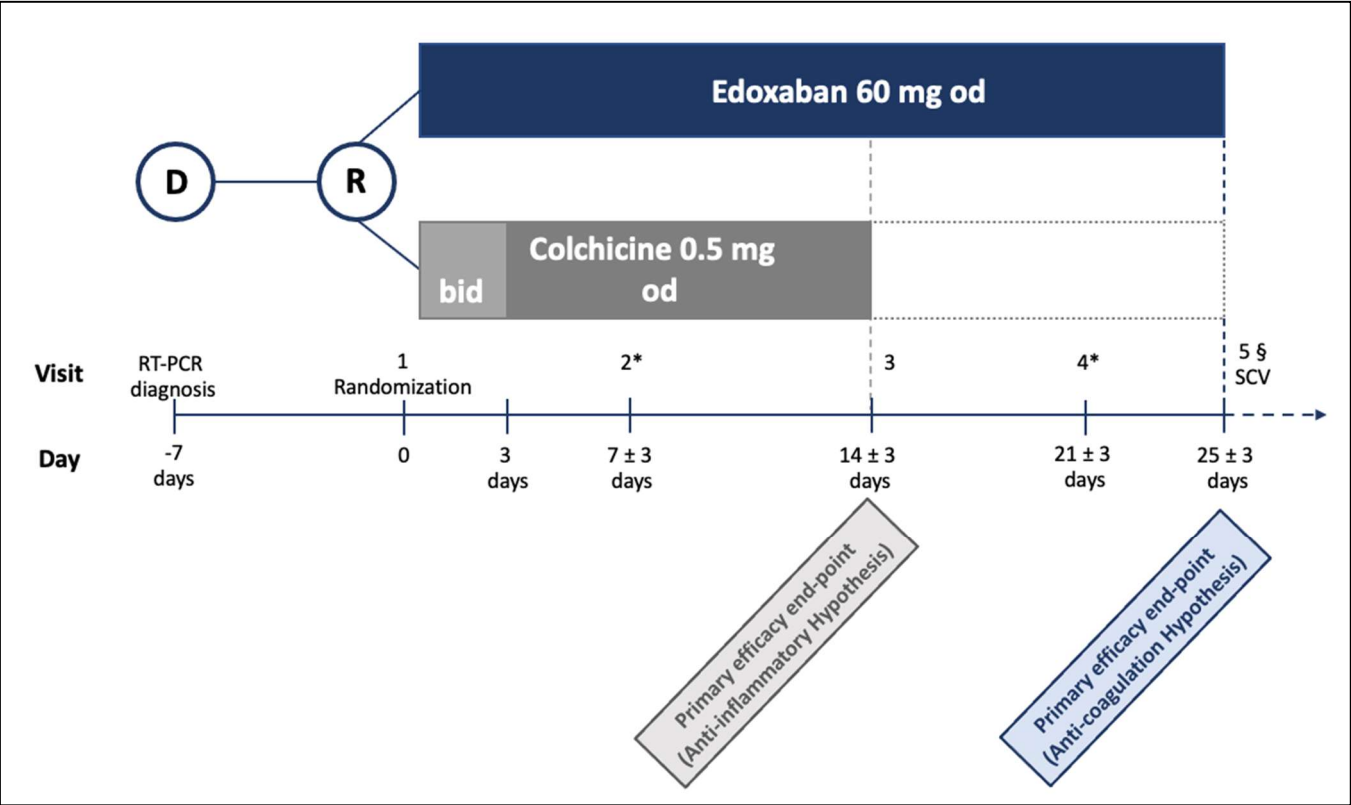 Edoxaban 60 mg od
D
R
Colchicine 0.5 mg
od
bid
Visit
RT-PCR
diagnosis
1
Randomization
2*
3
4*
5 §
SCV
Day
-7
days
0
3
days
7 ± 3
days
14 ± 3
days
21 ± 3
days
25 ± 3
days
Primary efficacy end-point
(Anti-inflammatory Hypothesis)
Primary efficacy end-point
(Anti-coagulation Hypothesis)